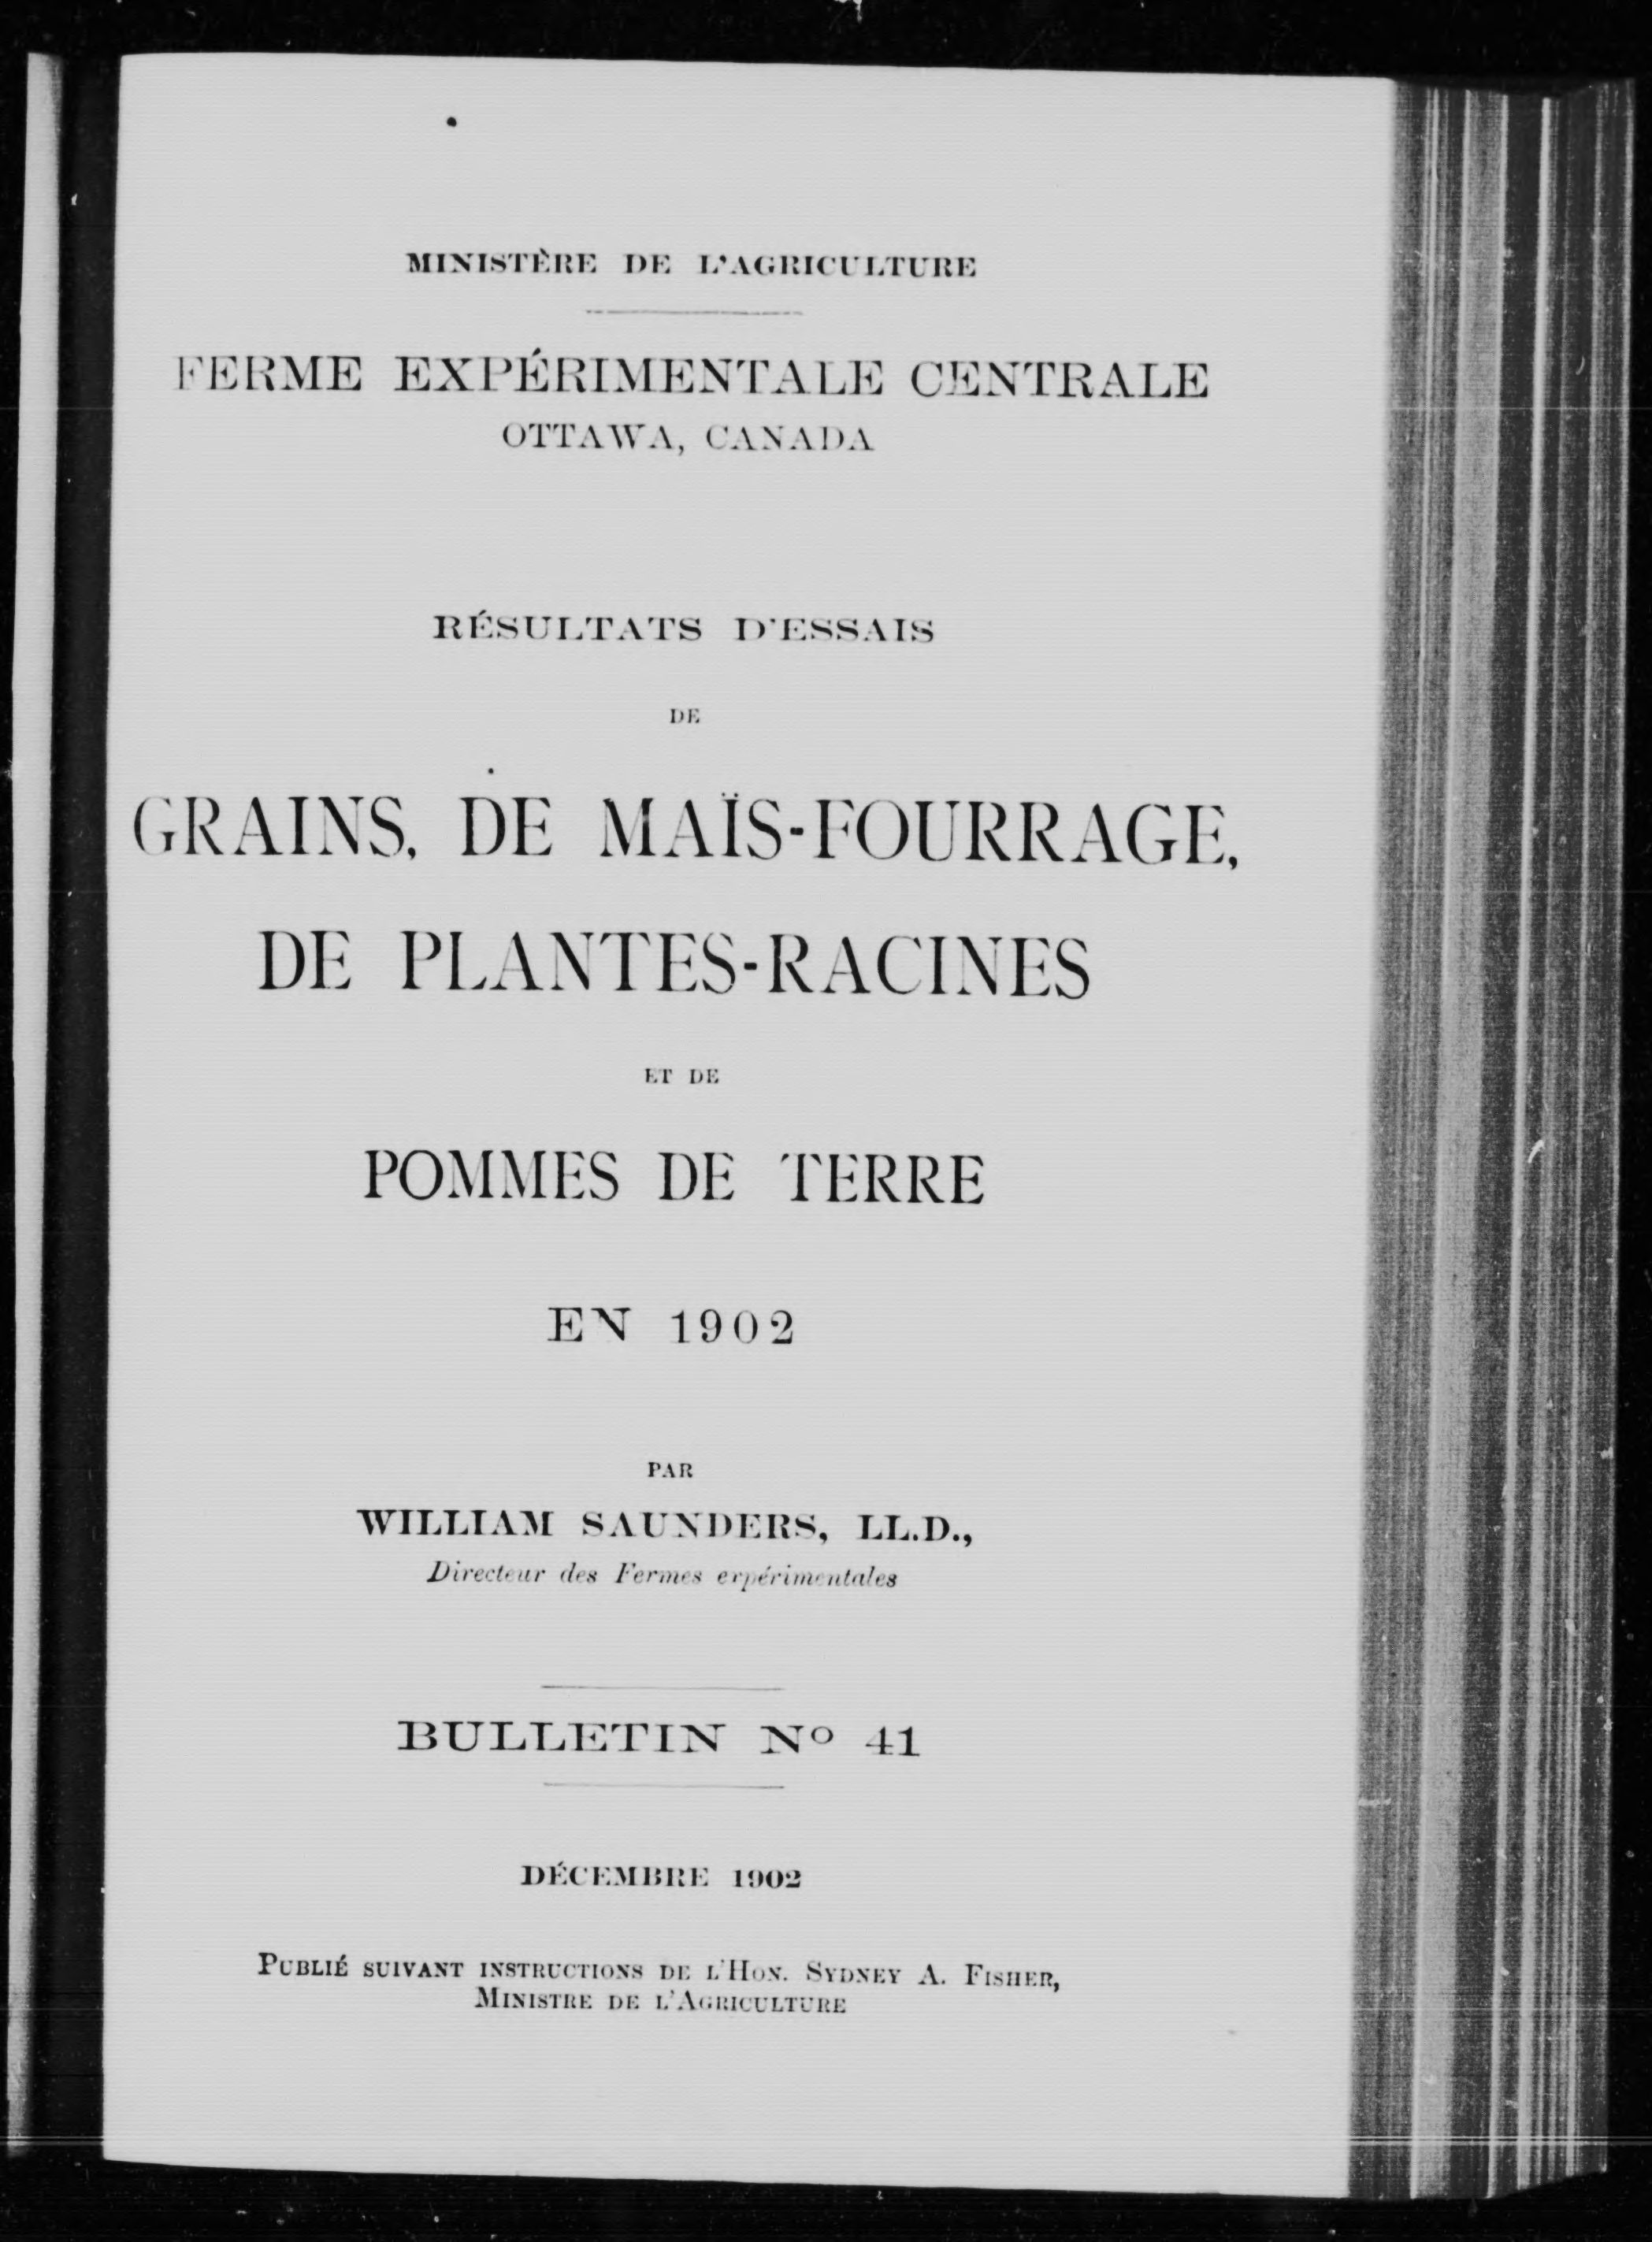 MINISTÈRE DE L'AGRICULTURE
FERME EXPÉRIMENTALE CENTRALE
OTTAWA, CANADA
RÉSULTATS D'ESSAIS
DE
GRAINS, DE MAÏS-FOURRAGE,
DE PLANTES-RACINES
ET DE
POMMES DE TERRE
EN 1902
PAR
WILLIAM SAUNDERS, LL.D.,
Directeur des Fermes expérimentales
BULLETIN No 41
DÉCEMBRE 1902
PUBLIÉ SUIVANT INSTRUCTIONS DE L'HON. SYDNEY A. FISHER,
MINISTRE DE L'AGRICULTURE